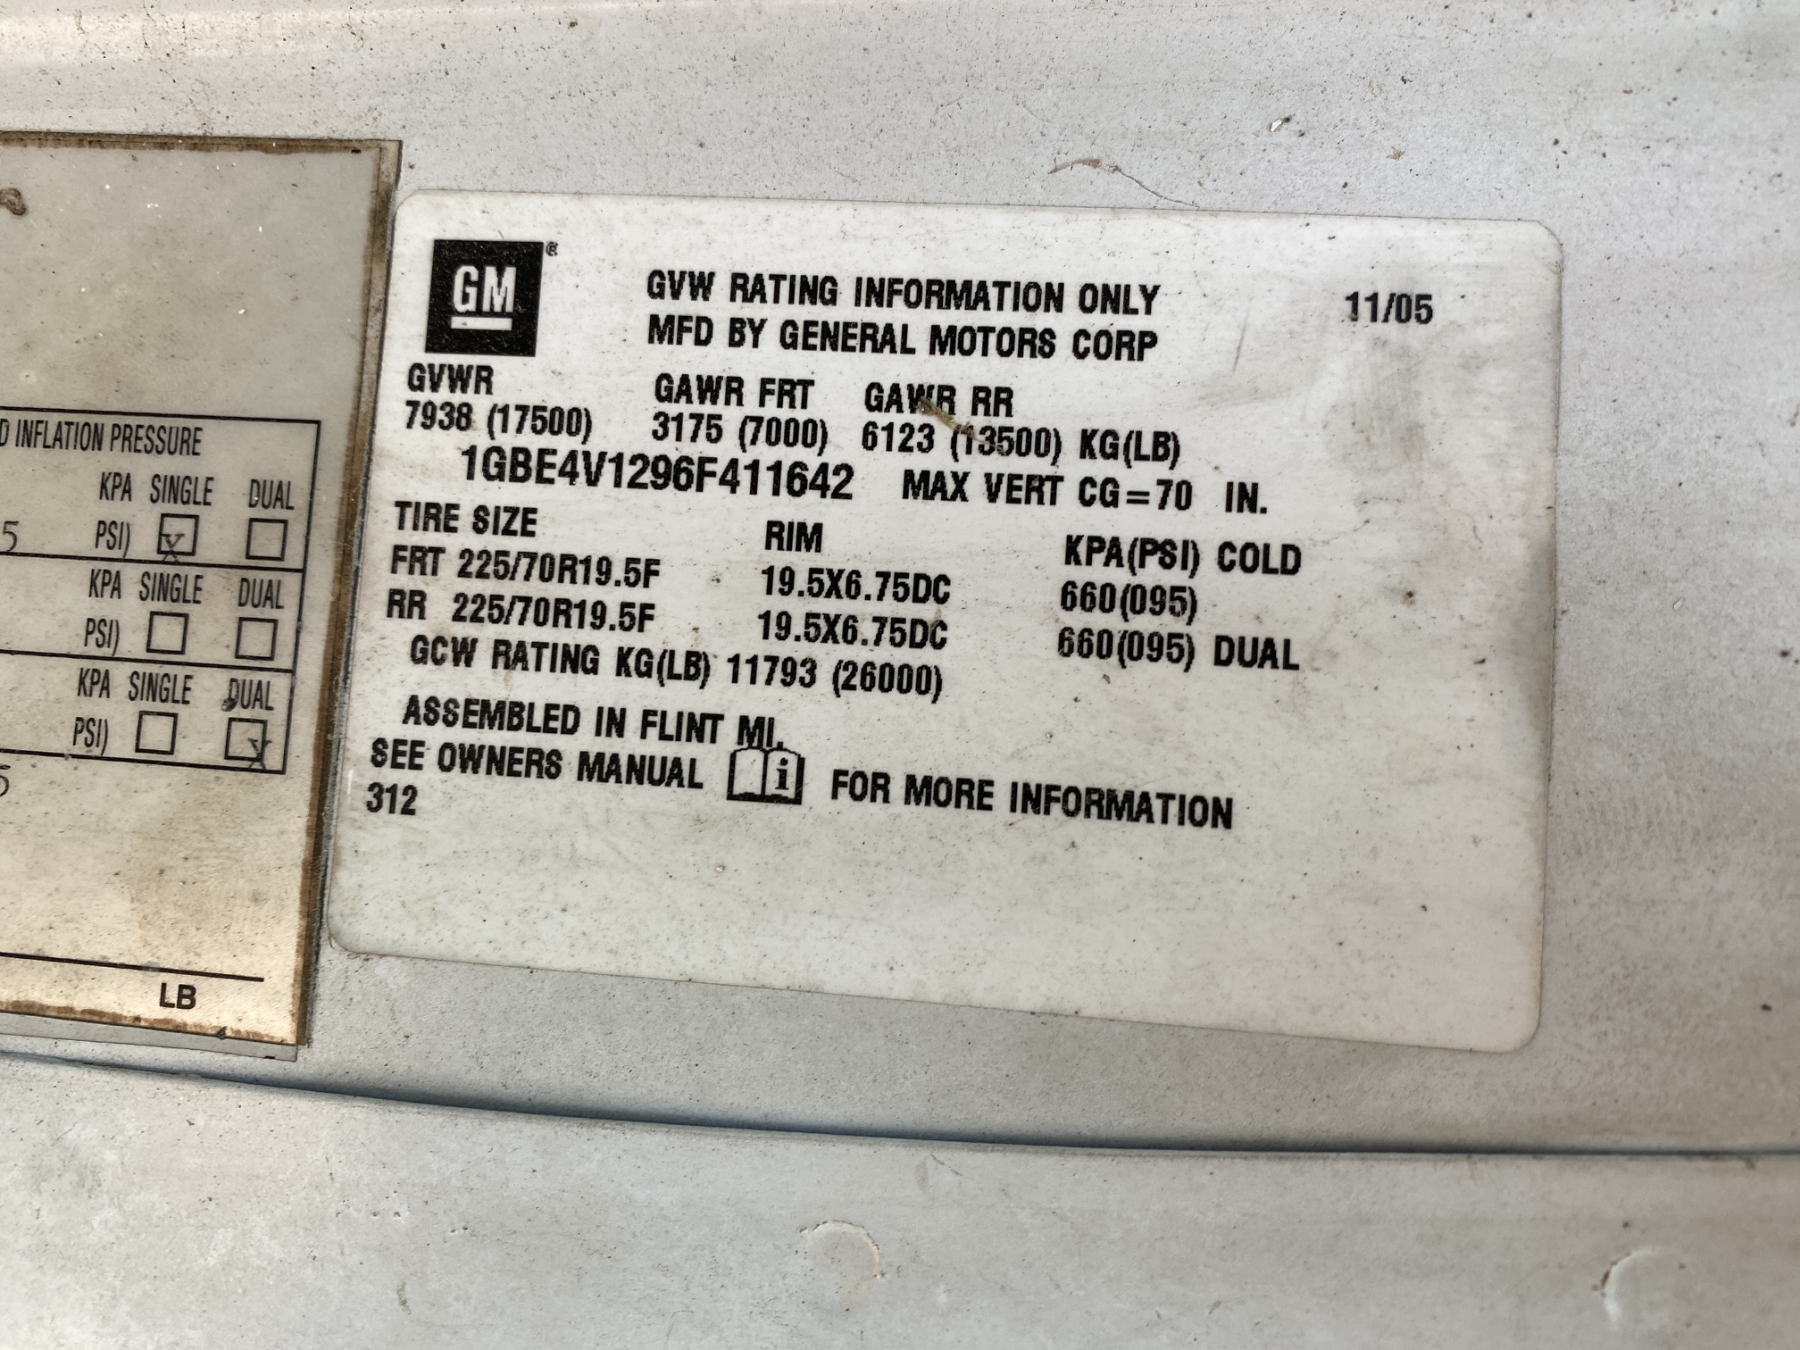 D INFLATION PRESSURE
KPA SINGLE DUAL
5 PSI) X
KPA SINGLE DUAL
PSI)
KPA SINGLE DUAL
PSI) X
5
LB
GM®
GVW RATING INFORMATION ONLY 11/05
MFD BY GENERAL MOTORS CORP
GVWR GAWR FRT GAWR RR
7938 (17500) 3175 (7000) 6123 (13500) KG(LB)
1GBE4V1296F411642 MAX VERT CG=70 IN.
TIRE SIZE RIM KPA(PSI) COLD
FRT 225/70R19.5F 19.5X6.75DC 660(095)
RR 225/70R19.5F 19.5X6.75DC 660(095) DUAL
GCW RATING KG(LB) 11793 (26000)
ASSEMBLED IN FLINT MI.
SEE OWNERS MANUAL i FOR MORE INFORMATION
312